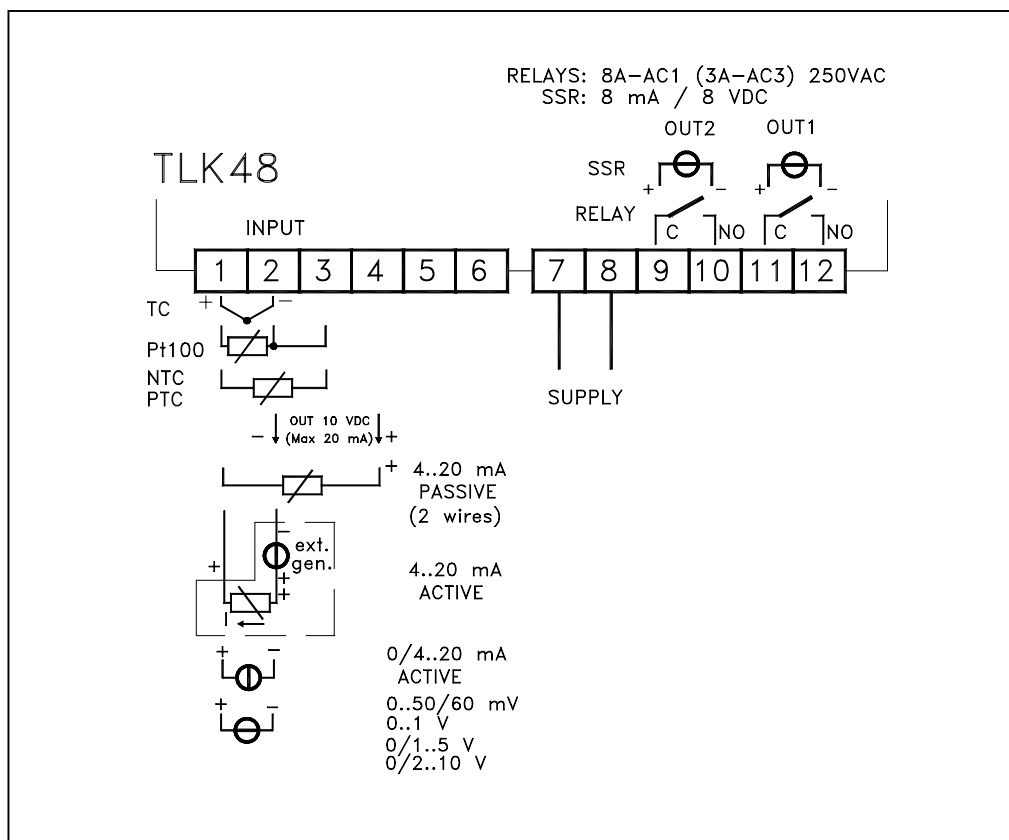 RELAYS: 8A-AC1 (3A-AC3) 250VAC
SSR: 8 mA / 8 VDC
OUT2 OUT1
TLK48
SSR
+ - + -
RELAY
C NO C NO
INPUT
1 2 3 4 5 6 7 8 9 10 11 12
TC + -
Pt100
NTC
PTC
SUPPLY
OUT 10 VDC
- (Max 20 mA) +
+ 4..20 mA
PASSIVE
(2 wires)
-
ext.
gen.
+ +
+
4..20 mA
ACTIVE
I
+ - 0/4..20 mA
ACTIVE
+ - 0..50/60 mV
0..1 V
0/1..5 V
0/2..10 V